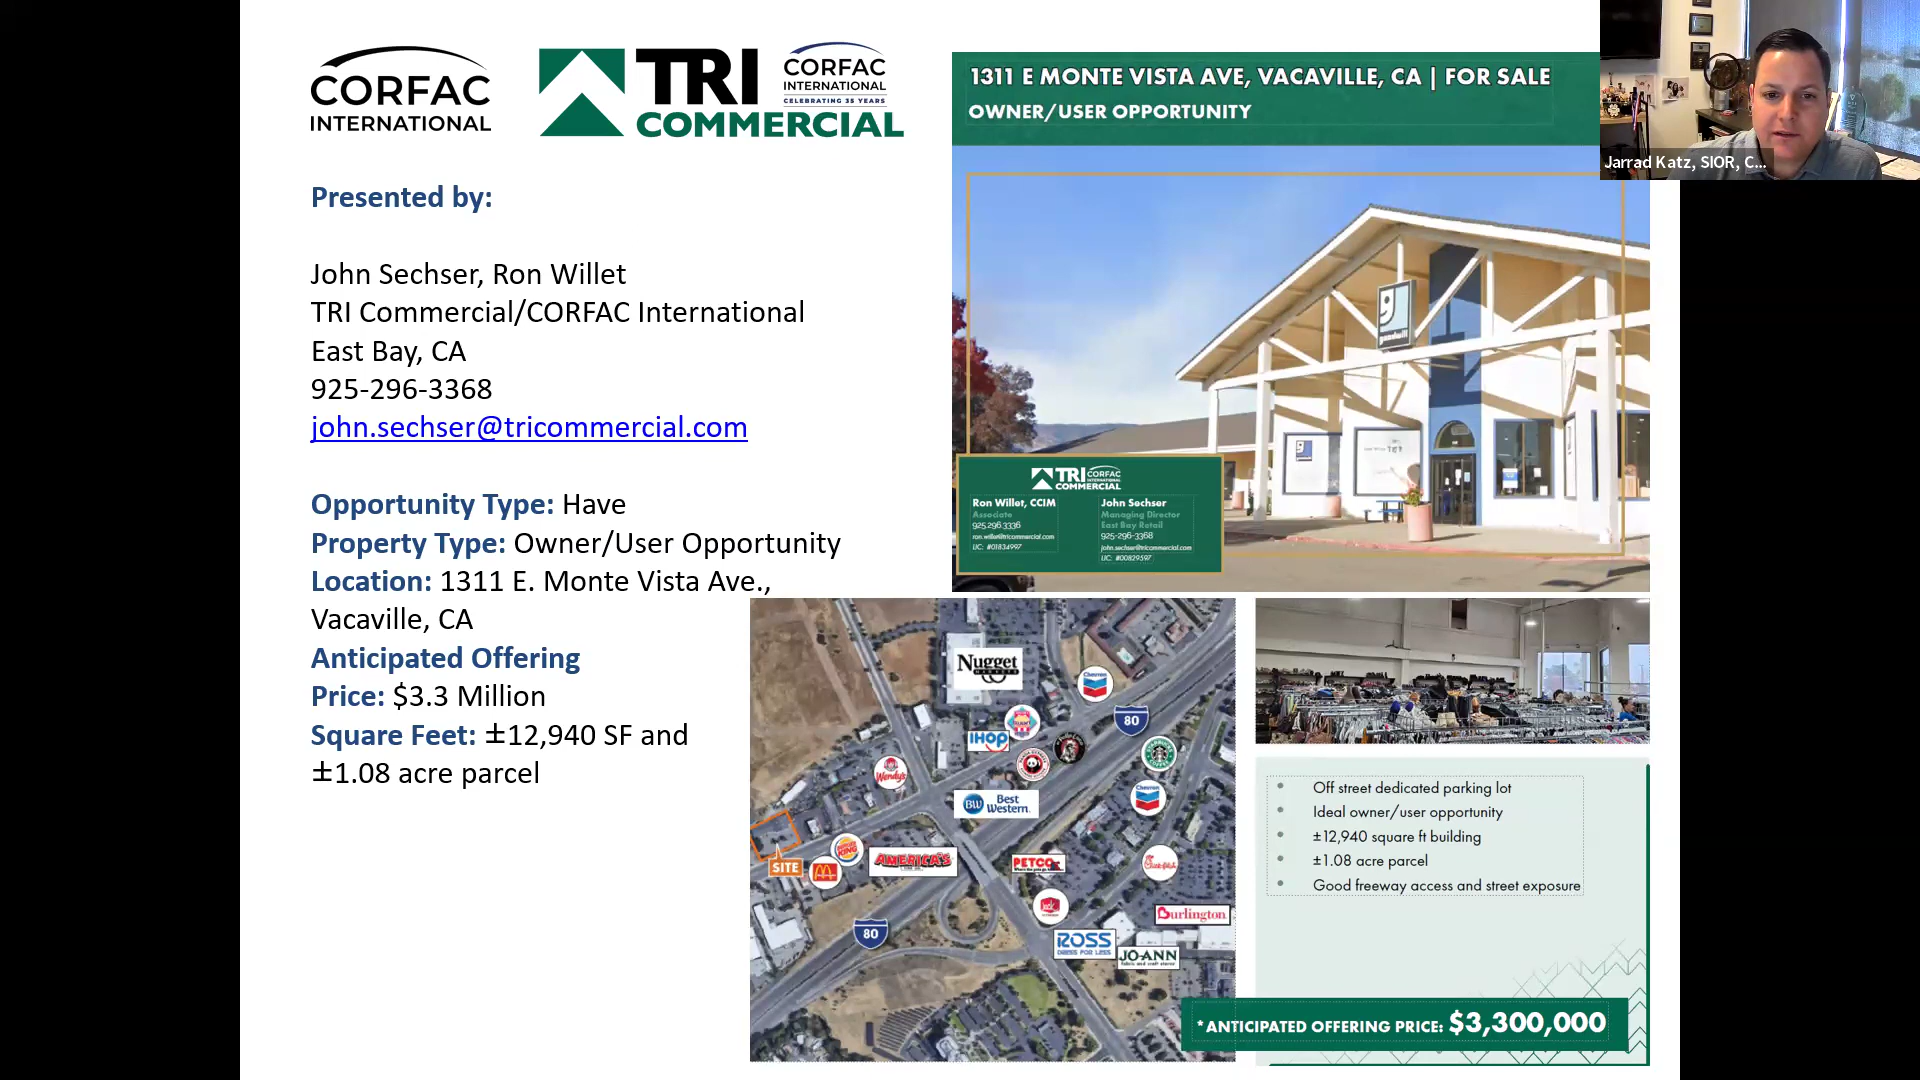 CORFAC
INTERNATIONAL
TRI
COMMERCIAL
CORFAC
INTERNATIONAL
CELEBRATING 35 YEARS
Presented by:
John Sechser, Ron Willet
TRI Commercial/CORFAC International
East Bay, CA
925-296-3368
john.sechser@tricommercial.com
Opportunity Type: Have
Property Type: Owner/User Opportunity
Location: 1311 E. Monte Vista Ave.,
Vacaville, CA
Anticipated Offering
Price: $3.3 Million
Square Feet: ±12,940 SF and
±1.08 acre parcel
1311 E MONTE VISTA AVE, VACAVILLE, CA | FOR SALE
OWNER/USER OPPORTUNITY
Jarrad Katz, SIOR, C...
goodwill
TRI CORFAC
INTERNATIONAL
COMMERCIAL
Ron Willet, CCIM
Associate
925.296.3336
ron.willet@tricommercial.com
LIC: #01834997
John Sechser
Managing Director
East Bay Retail
925-296-3368
john.sechser@tricommercial.com
LIC: #00829597
Nugget
MARKETS
Chevron
80
IHOP
Wendy's
Best
Western.
BW
Chevron
BURGER
KING
AMERICA'S
PETCO
SITE
Jack
80
Burlington
ROSS
DRESS FOR LESS
JO-ANN
fabric and craft stores
Off street dedicated parking lot
Ideal owner/user opportunity
±12,940 square ft building
±1.08 acre parcel
Good freeway access and street exposure
*ANTICIPATED OFFERING PRICE: $3,300,000